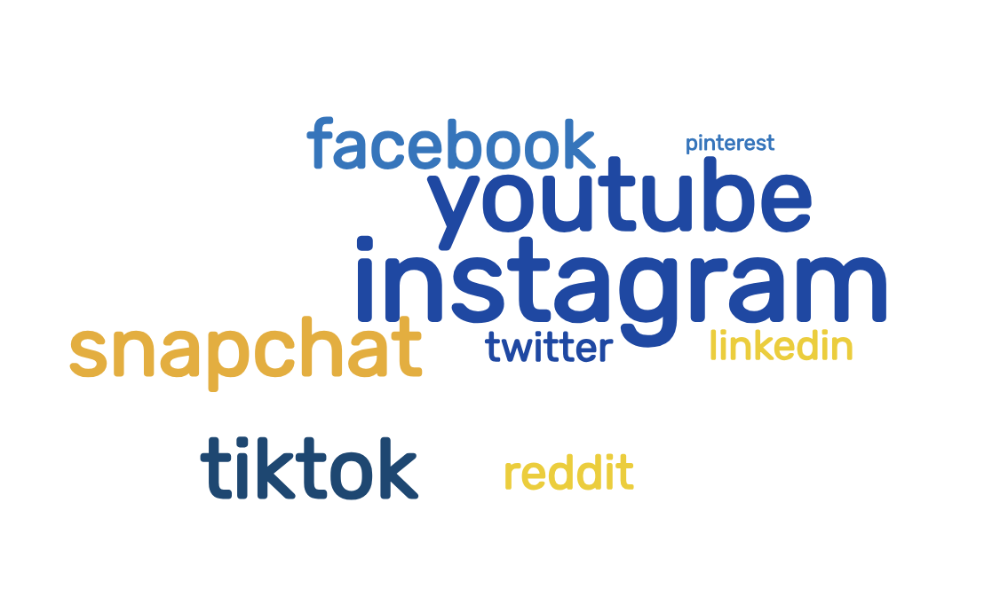 facebook
pinterest
youtube
instagram
snapchat
twitter
linkedin
tiktok
reddit